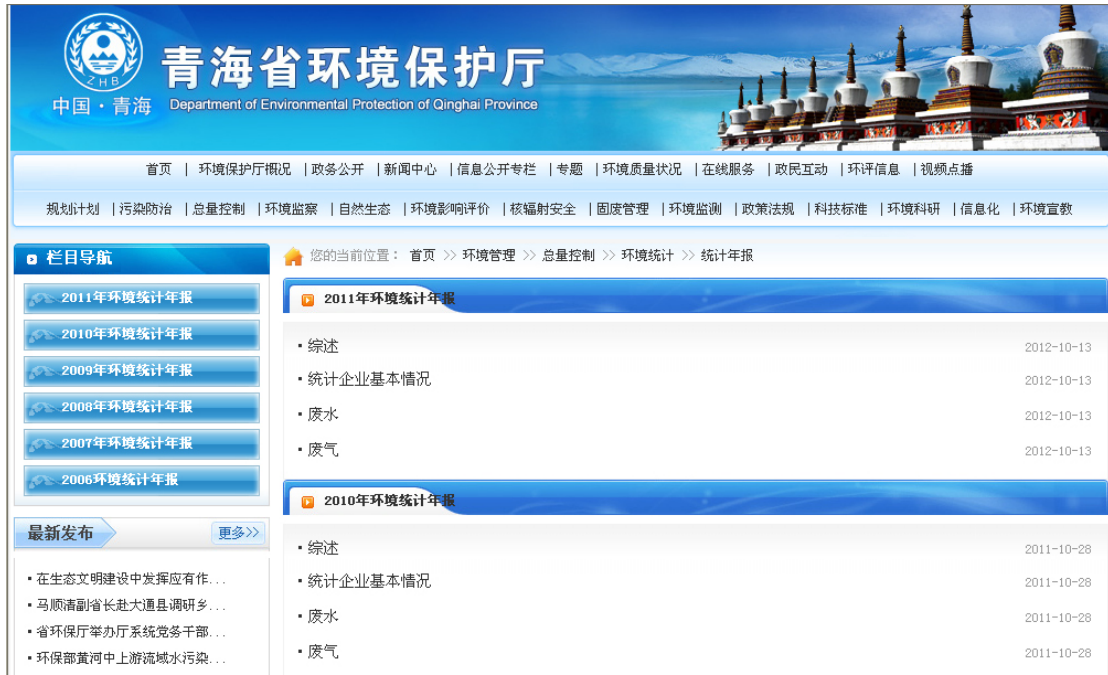 青海省环境保护厅
ZHB
中国·青海
Department of Environmental Protection of Qinghai Province
首页 | 环境保护厅概况 |政务公开 |新闻中心 |信息公开专栏 |专题 |环境质量状况 |在线服务 |政民互动 |环评信息 |视频点播
规划计划 |污染防治 |总量控制 |环境监察 |自然生态 |环境影响评价 |核辐射安全 |固废管理 |环境监测 |政策法规 |科技标准 |环境科研 |信息化 |环境宣教
栏目导航
2011年环境统计年报
2010年环境统计年报
2009年环境统计年报
2008年环境统计年报
2007年环境统计年报
2006环境统计年报
最新发布 更多>>
▪ 在生态文明建设中发挥应有作...
▪ 马顺清副省长赴大通县调研乡...
▪ 省环保厅举办厅系统党务干部...
▪ 环保部黄河中上游流域水污染...
您的当前位置： 首页 >> 环境管理 >> 总量控制 >> 环境统计 >> 统计年报
2011年环境统计年报
▪ 综述 2012-10-13
▪ 统计企业基本情况 2012-10-13
▪ 废水 2012-10-13
▪ 废气 2012-10-13
2010年环境统计年报
▪ 综述 2011-10-28
▪ 统计企业基本情况 2011-10-28
▪ 废水 2011-10-28
▪ 废气 2011-10-28